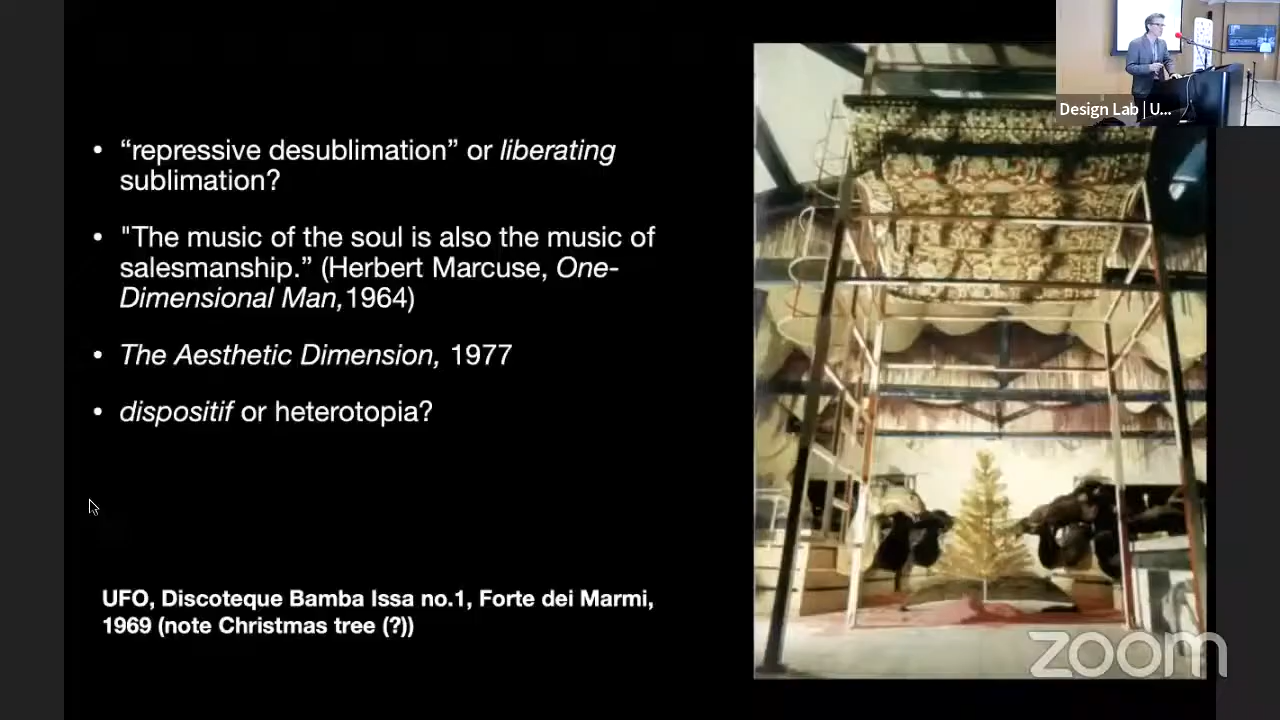 Design Lab | U...
• “repressive desublimation” or liberating
sublimation?
• "The music of the soul is also the music of
salesmanship.” (Herbert Marcuse, One-
Dimensional Man,1964)
• The Aesthetic Dimension, 1977
• dispositif or heterotopia?
UFO, Discoteque Bamba Issa no.1, Forte dei Marmi,
1969 (note Christmas tree (?))
zoom